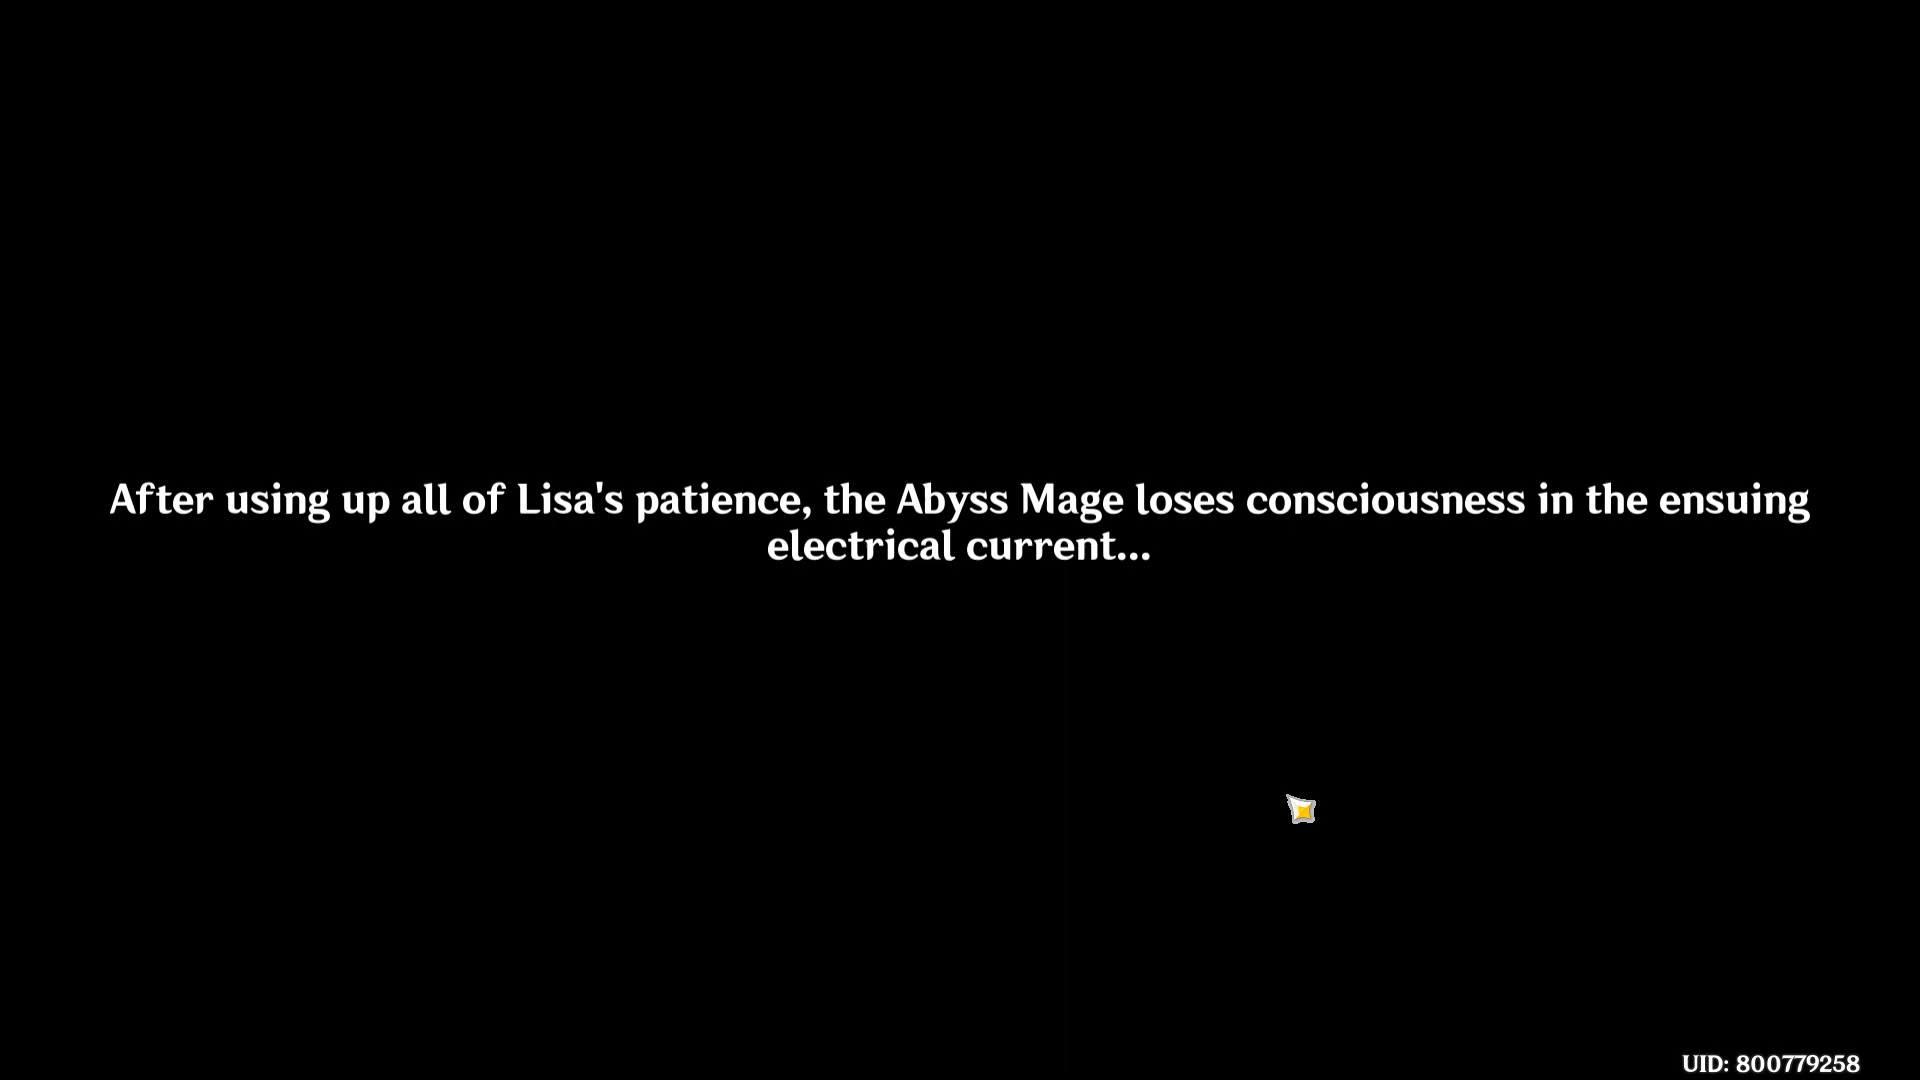 After using up all of Lisa's patience, the Abyss Mage loses consciousness in the ensuing
electrical current...
UID: 800779258